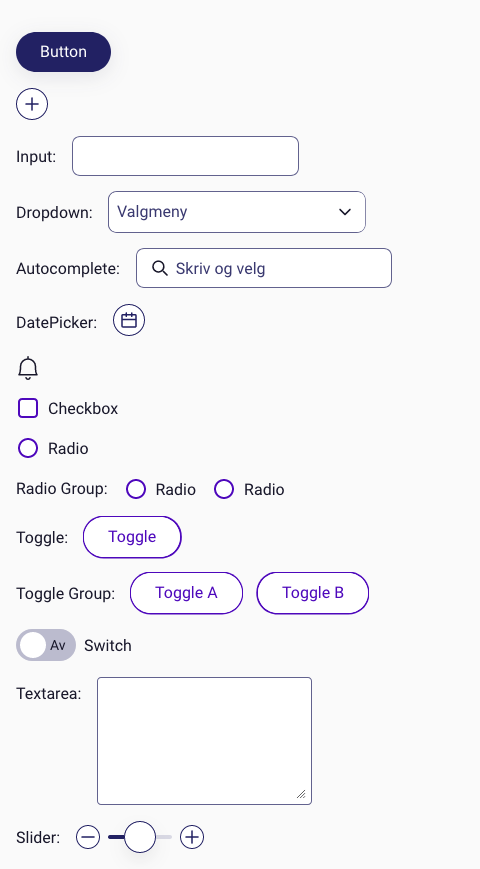 Button
Input:
Dropdown: Valgmeny
Autocomplete: Skriv og velg
DatePicker:
Checkbox
Radio
Radio Group: Radio Radio
Toggle: Toggle
Toggle Group: Toggle A Toggle B
Av Switch
Textarea:
Slider: